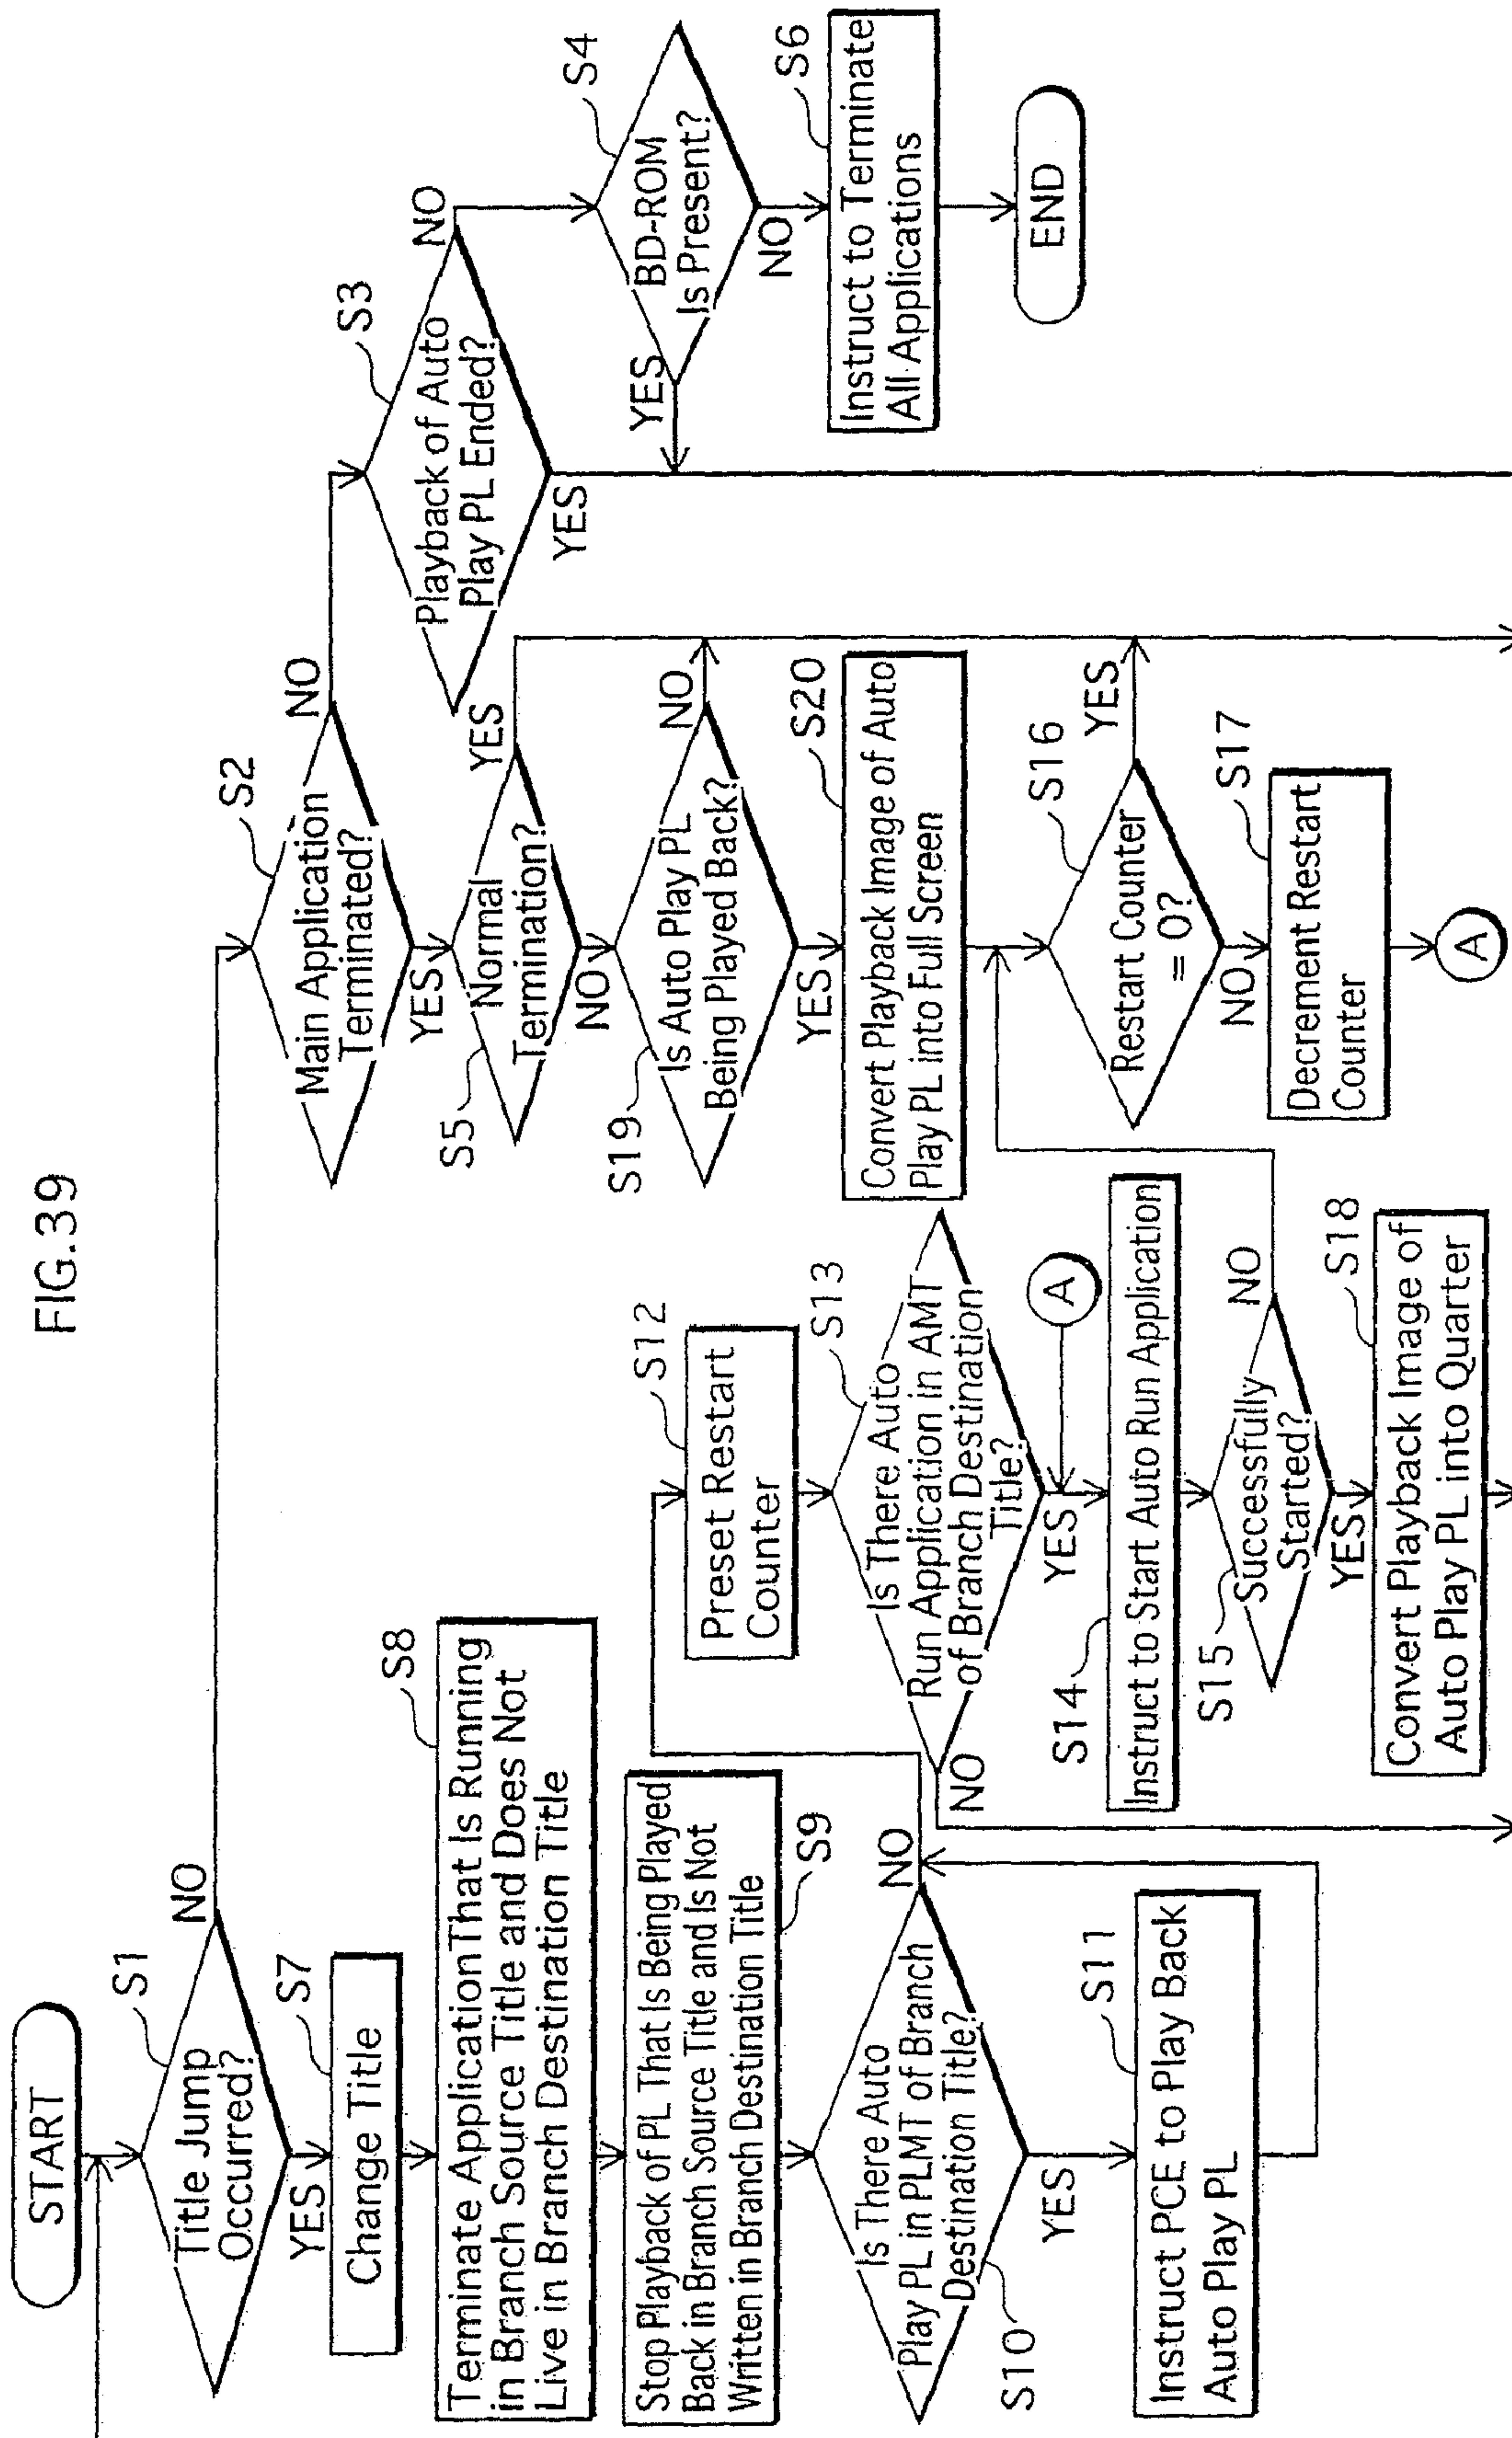 FIG.39
START
S1
Title Jump
Occurred?
NO
YES
S7
Change Title
S8
Terminate Application That Is Running
in Branch Source Title and Does Not
Live in Branch Destination Title
Stop Playback of PL That Is Being Played
Back in Branch Source Title and Is Not
Written in Branch Destination Title
S9
Is There Auto
Play PL in PLMT of Branch
Destination Title?
S10
NO
YES
S11
Instruct PCE to Play Back
Auto Play PL
S12
Preset Restart
Counter
S13
Is There Auto
Run Application in AMT
of Branch Destination
Title?
NO
YES
A
S14
Instruct to Start Auto Run Application
S15
Successfully
Started?
NO
YES
S18
Convert Playback Image of
Auto Play PL into Quarter
S2
Main Application
Terminated?
NO
YES
S5
Normal
Termination?
YES
NO
S19
Is Auto Play PL
Being Played Back?
NO
YES
S20
Convert Playback Image of Auto
Play PL into Full Screen
S16
Restart Counter
= 0?
YES
NO
S17
Decrement Restart
Counter
A
S3
Playback of Auto
Play PL Ended?
NO
YES
S4
BD-ROM
Is Present?
YES
NO
S6
Instruct to Terminate
All Applications
END